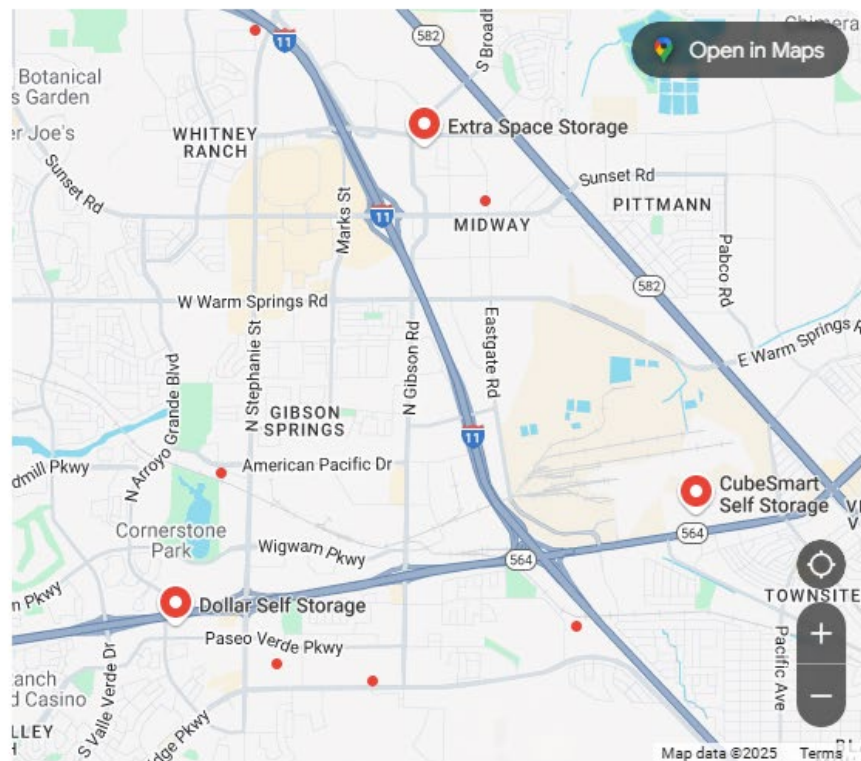 Chimera
582
S Broadl
Open in Maps
11
Botanical
s Garden
er Joe's
WHITNEY
RANCH
Extra Space Storage
Sunset Rd
Marks St
11
Sunset Rd
PITTMANN
MIDWAY
Pabco Rd
582
W Warm Springs Rd
E Warm Springs R
N Arroyo Grande Blvd
N Stephanie St
N Gibson Rd
Eastgate Rd
GIBSON
SPRINGS
11
dmill Pkwy
American Pacific Dr
CubeSmart
Self Storage
Cornerstone
Park
Wigwam Pkwy
564
564
VI
V
TOWNSITE
n Pkwy
Dollar Self Storage
Paseo Verde Pkwy
S Valle Verde Dr
Pacific Ave
anch
d Casino
LLEY
H
dge Pkwy
Map data ©2025
Terms